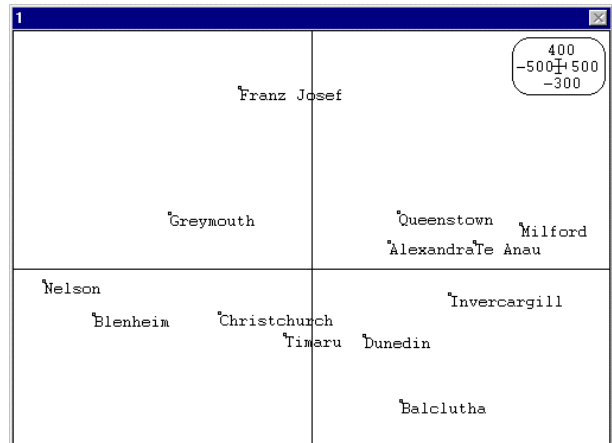 1
400
-500 500
-300
Franz Josef
Greymouth
Queenstown
Milford
Alexandra Te Anau
Nelson
Invercargill
Blenheim
Christchurch
Timaru
Dunedin
Balclutha